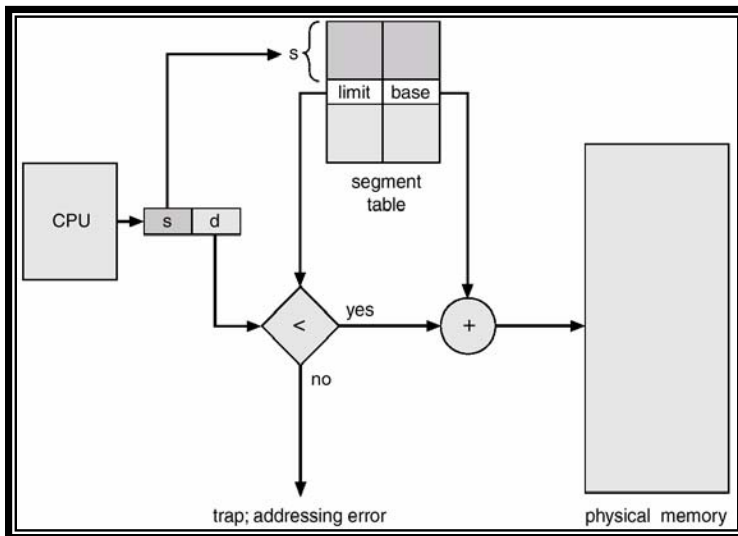 s {
limit base
segment
table
CPU
s d
<
yes
+
no
trap; addressing error
physical memory